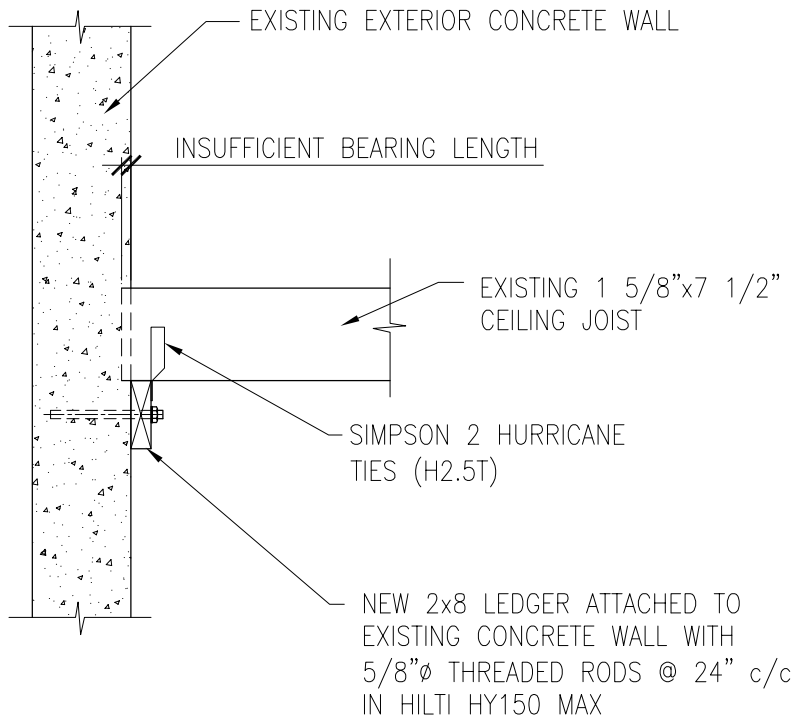 EXISTING EXTERIOR CONCRETE WALL
INSUFFICIENT BEARING LENGTH
EXISTING 1 5/8"x7 1/2"
CEILING JOIST
SIMPSON 2 HURRICANE
TIES (H2.5T)
NEW 2x8 LEDGER ATTACHED TO
EXISTING CONCRETE WALL WITH
5/8"ø THREADED RODS @ 24" c/c
IN HILTI HY150 MAX